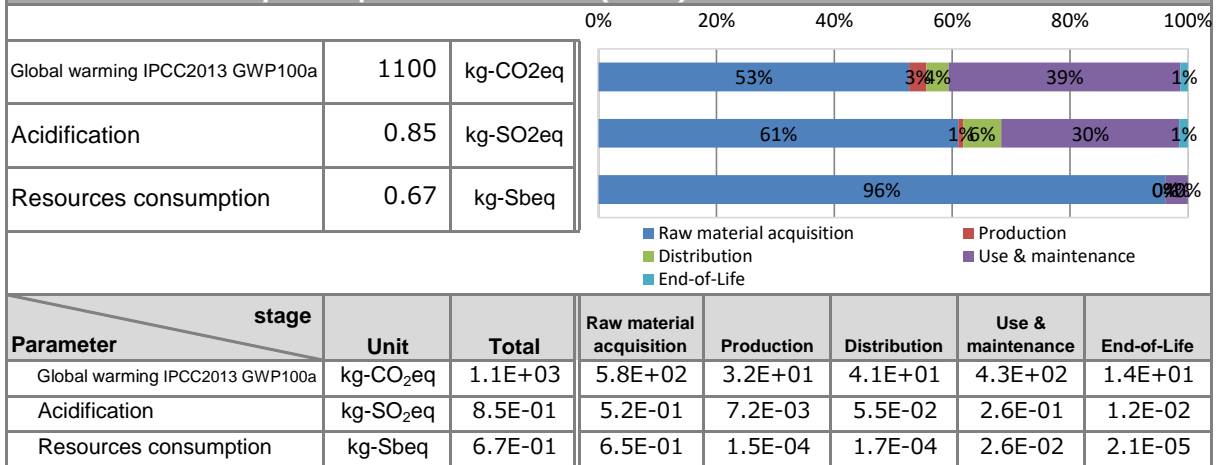 0% 20% 40% 60% 80% 100%
Global warming IPCC2013 GWP100a 1100 kg-CO2eq 53% 3% 4% 39% 1%
Acidification 0.85 kg-SO2eq 61% 1% 6% 30% 1%
Resources consumption 0.67 kg-Sbeq 96%
Raw material acquisition Production
Distribution Use & maintenance
End-of-Life
stage
Parameter Unit Total Raw material acquisition Production Distribution Use & maintenance End-of-Life
Global warming IPCC2013 GWP100a kg-CO₂eq 1.1E+03 5.8E+02 3.2E+01 4.1E+01 4.3E+02 1.4E+01
Acidification kg-SO₂eq 8.5E-01 5.2E-01 7.2E-03 5.5E-02 2.6E-01 1.2E-02
Resources consumption kg-Sbeq 6.7E-01 6.5E-01 1.5E-04 1.7E-04 2.6E-02 2.1E-05